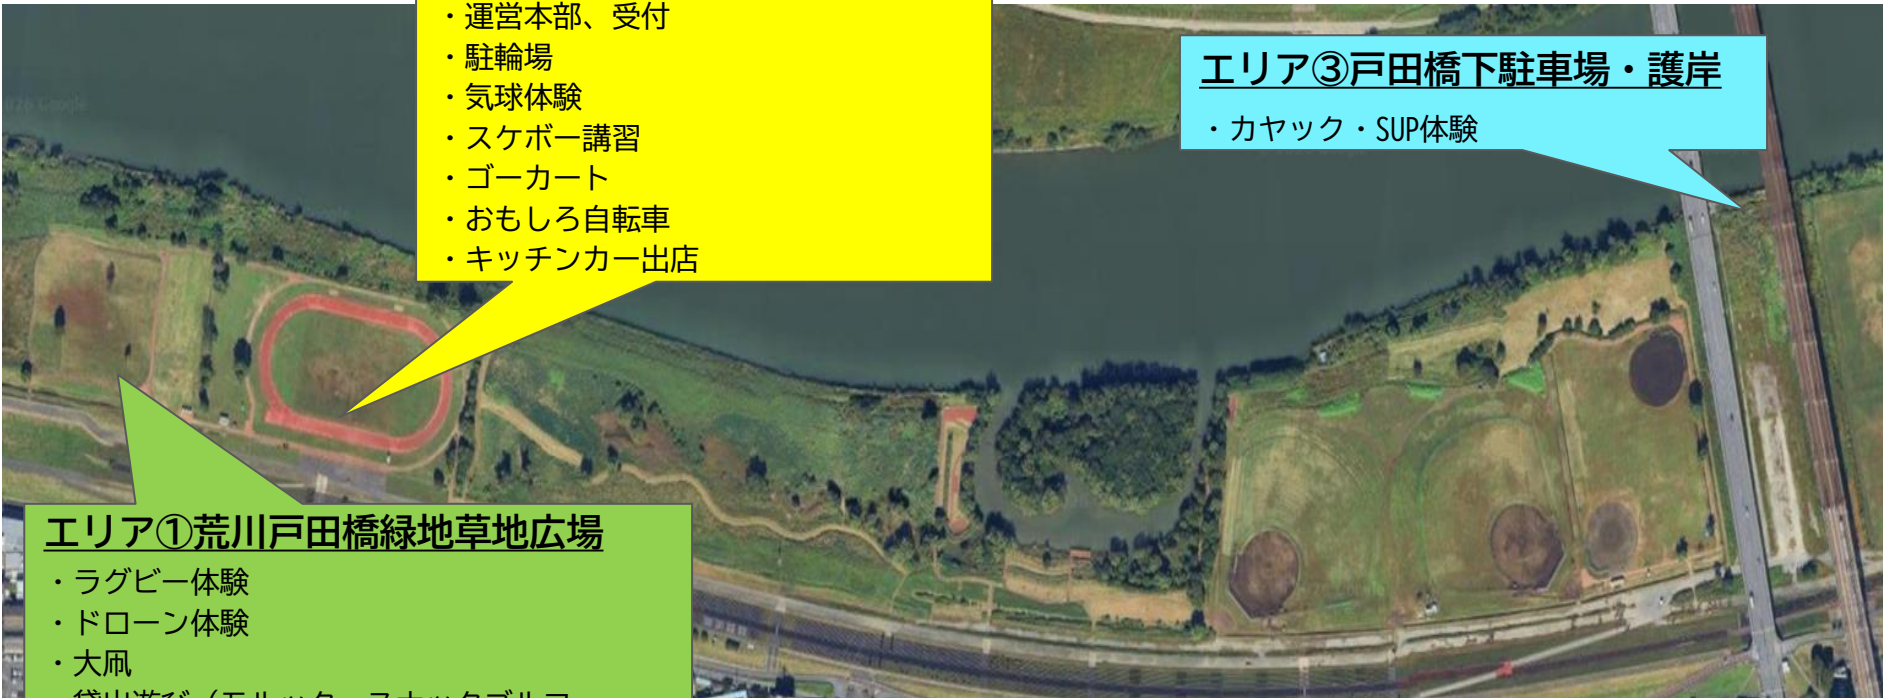 ・運営本部、受付
・駐輪場
・気球体験
・スケボー講習
・ゴーカート
・おもしろ自転車
・キッチンカー出店
エリア③戸田橋下駐車場・護岸
・カヤック・SUP体験
エリア①荒川戸田橋緑地草地広場
・ラグビー体験
・ドローン体験
・大凧